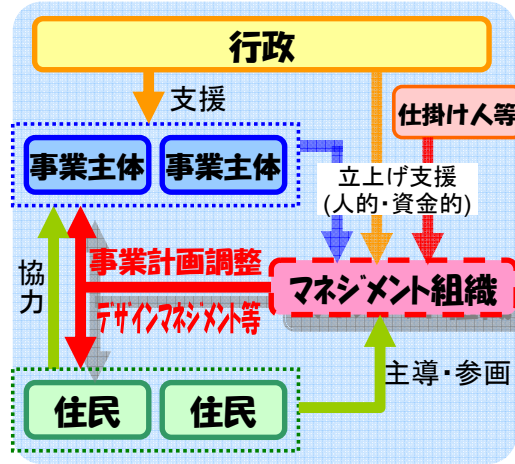 行政
支援
仕掛け人等
事業主体
事業主体
立上げ支援
(人的・資金的)
協力
事業計画調整
デザインマネジメント等
マネジメント組織
主導・参画
住民
住民